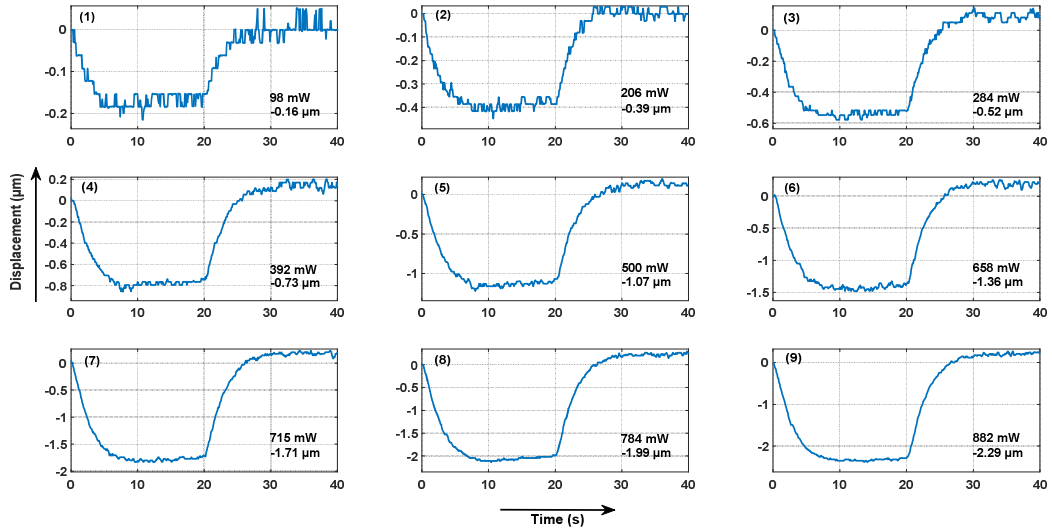 (1)
0
-0.1
-0.2
98 mW
-0.16 µm
0 10 20 30 40
(2)
0
-0.1
-0.2
-0.3
-0.4
206 mW
-0.39 µm
0 10 20 30 40
(3)
0
-0.2
-0.4
-0.6
284 mW
-0.52 µm
0 10 20 30 40
Displacement (µm)
(4)
0.2
0
-0.2
-0.4
-0.6
-0.8
392 mW
-0.73 µm
0 10 20 30 40
(5)
0
-0.5
-1
500 mW
-1.07 µm
0 10 20 30 40
(6)
0
-0.5
-1
-1.5
658 mW
-1.36 µm
0 10 20 30 40
(7)
0
-0.5
-1
-1.5
-2
715 mW
-1.71 µm
0 10 20 30 40
(8)
0
-0.5
-1
-1.5
-2
784 mW
-1.99 µm
0 10 20 30 40
(9)
0
-1
-2
882 mW
-2.29 µm
0 10 20 30 40
Time (s)